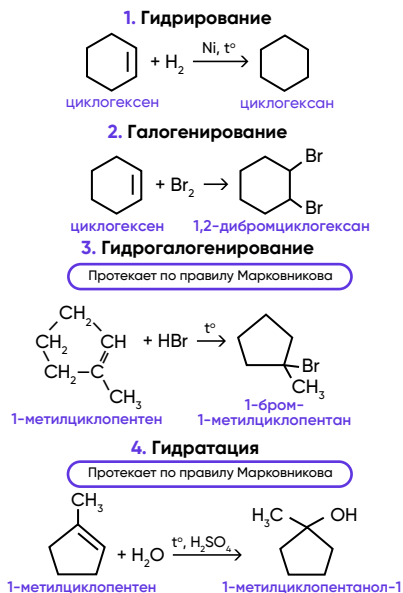 1. Гидрирование
+ H₂
Ni, t°
циклогексен
циклогексан
2. Галогенирование
+ Br₂
Br
Br
циклогексен
1,2-дибромциклогексан
3. Гидрогалогенирование
Протекает по правилу Марковникова
CH₂
CH₂
CH
CH₂
C
CH₃
+ HBr
t°
Br
CH₃
1-метилциклопентен
1-бром-
1-метилциклопентан
4. Гидратация
Протекает по правилу Марковникова
CH₃
+ H₂O
t°, H₂SO₄
H₃C
OH
1-метилциклопентен
1-метилциклопентанол-1